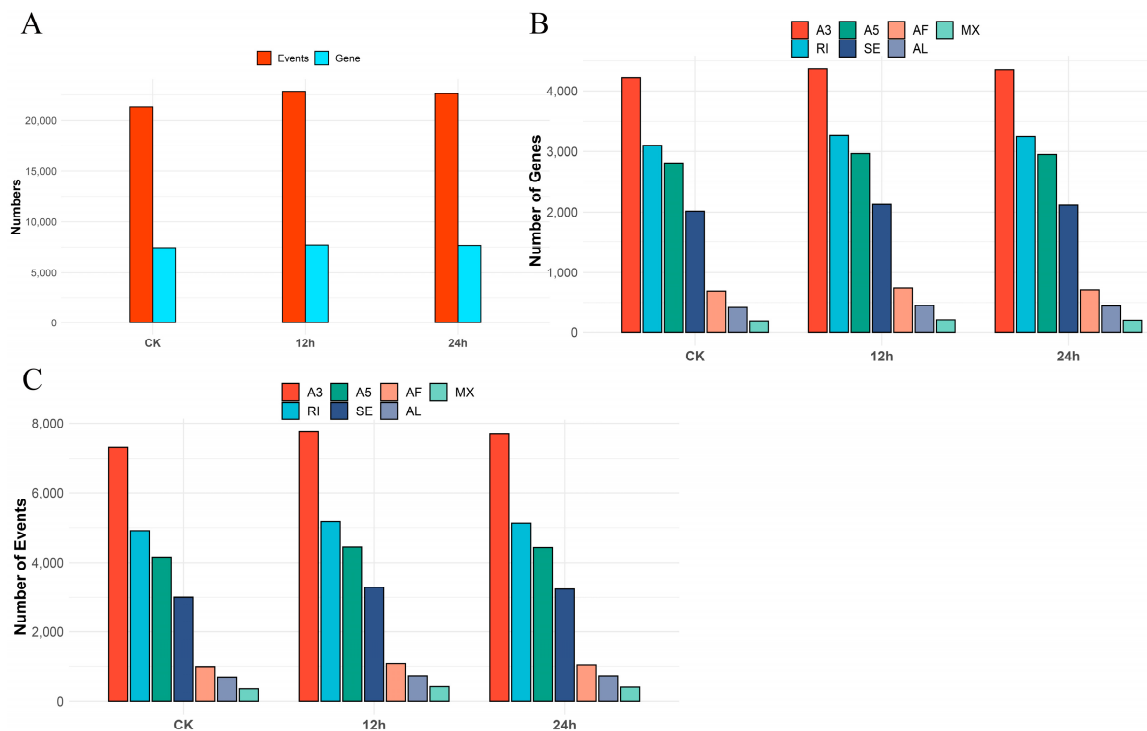 A
Events Gene
Numbers
20,000
15,000
10,000
5,000
0
CK 12h 24h
B
A3 A5 AF MX
RI SE AL
Number of Genes
4,000
3,000
2,000
1,000
0
CK 12h 24h
C
A3 A5 AF MX
RI SE AL
Number of Events
8,000
6,000
4,000
2,000
0
CK 12h 24h